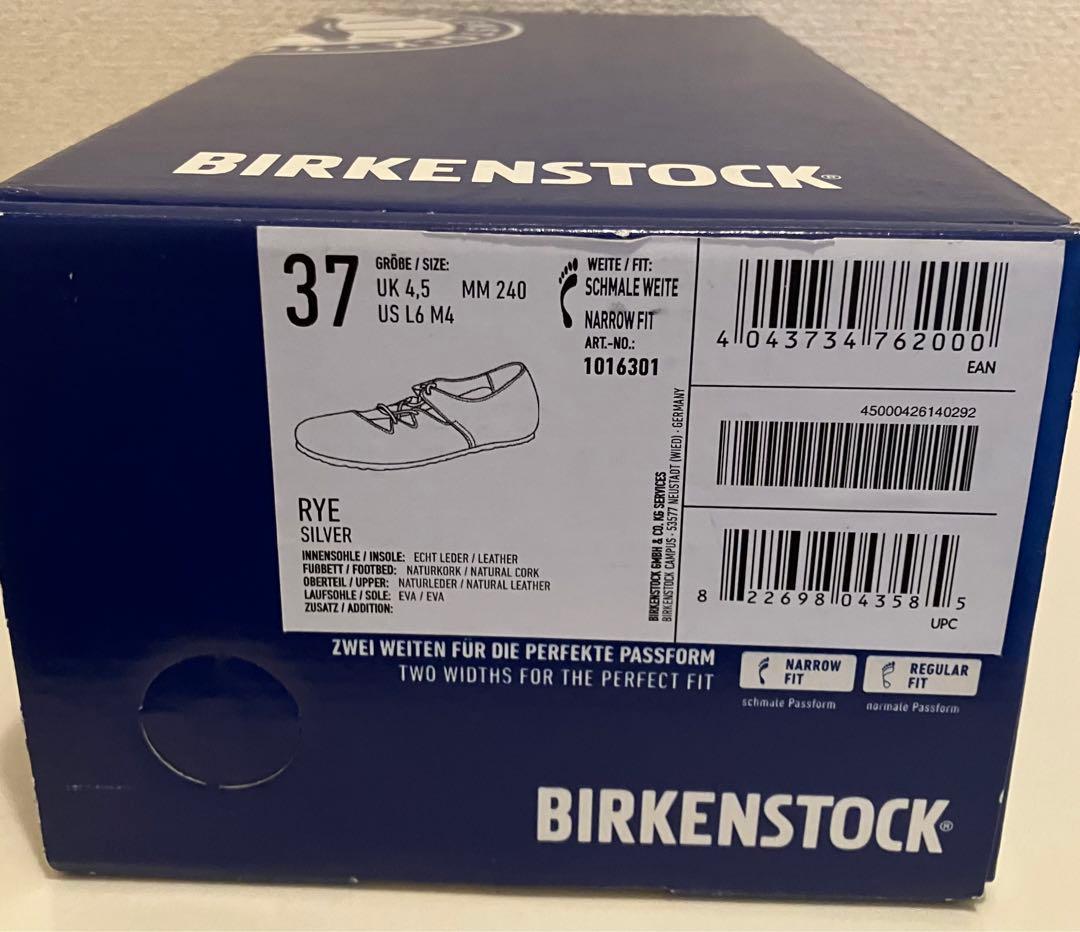 BIRKENSTOCK®
37
GRÖßE / SIZE:
UK 4,5 MM 240
US L6 M4
WEITE / FIT:
SCHMALE WEITE
NARROW FIT
ART.-NO.:
1016301
RYE
SILVER
INNENSOHLE / INSOLE: ECHT LEDER / LEATHER
FUßBETT / FOOTBED: NATURKORK / NATURAL CORK
OBERTEIL / UPPER: NATURLEDER / NATURAL LEATHER
LAUFSOHLE / SOLE: EVA / EVA
ZUSATZ / ADDITION:
BIRKENSTOCK GMBH & CO. KG SERVICES
BIRKENSTOCK CAMPUS · 53577 NEUSTADT (WIED) · GERMANY
4 043734 762000
EAN
45000426140292
8 22698 04358 5
UPC
ZWEI WEITEN FÜR DIE PERFEKTE PASSFORM
TWO WIDTHS FOR THE PERFECT FIT
NARROW
FIT
schmale Passform
REGULAR
FIT
normale Passform
BIRKENSTOCK®